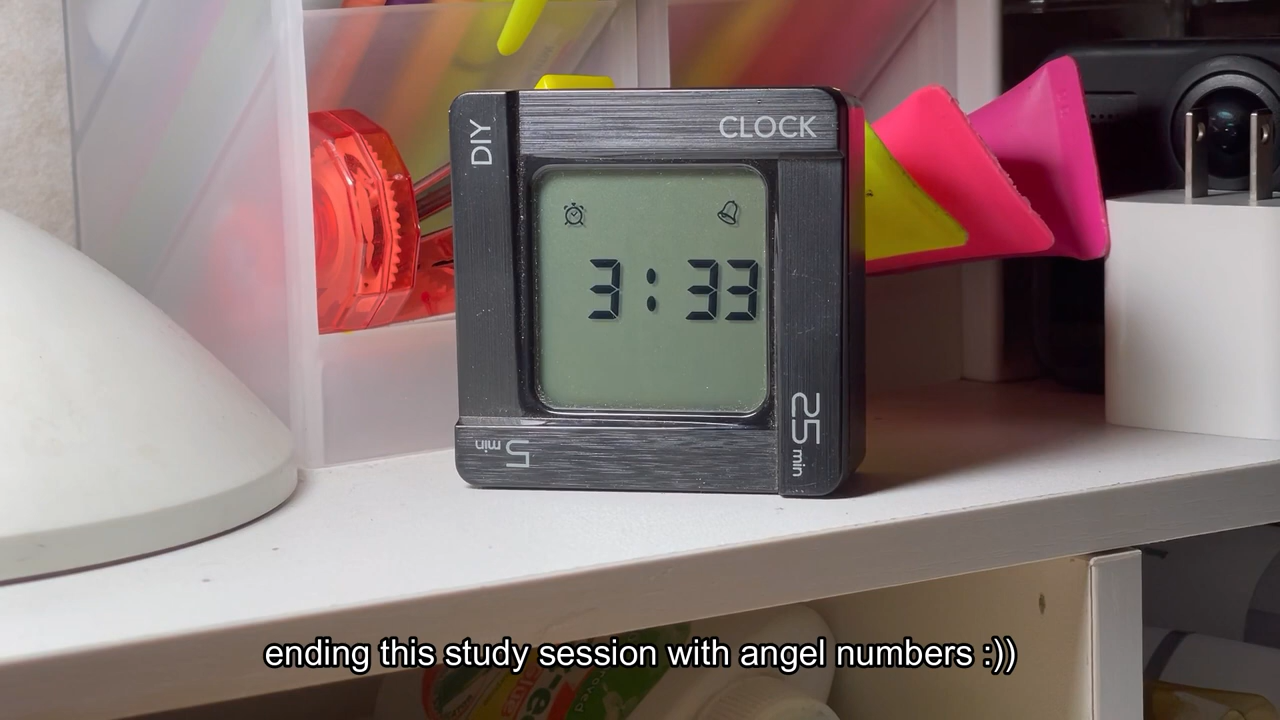 DIY
CLOCK
3:33
25 min
5 min
ending this study session with angel numbers :))